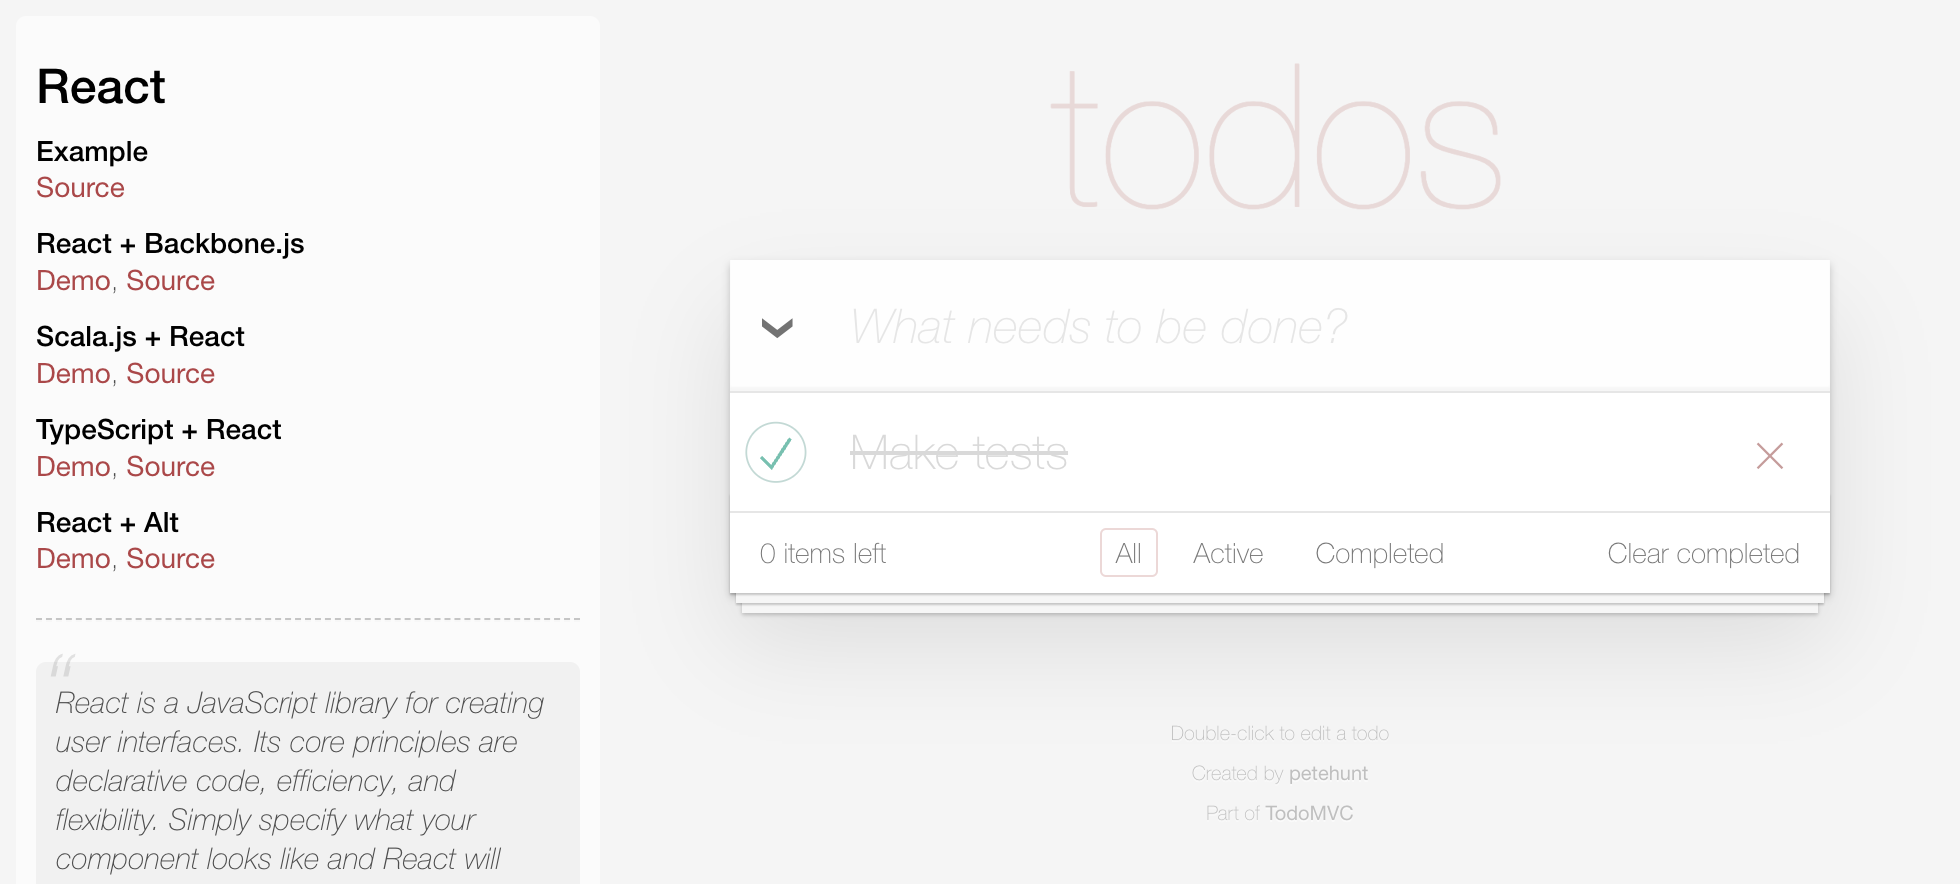 React
Example
Source
React + Backbone.js
Demo, Source
Scala.js + React
Demo, Source
TypeScript + React
Demo, Source
React + Alt
Demo, Source
“
React is a JavaScript library for creating
user interfaces. Its core principles are
declarative code, efficiency, and
flexibility. Simply specify what your
component looks like and React will
todos
What needs to be done?
Make tests
0 items left
All
Active
Completed
Clear completed
Double-click to edit a todo
Created by petehunt
Part of TodoMVC